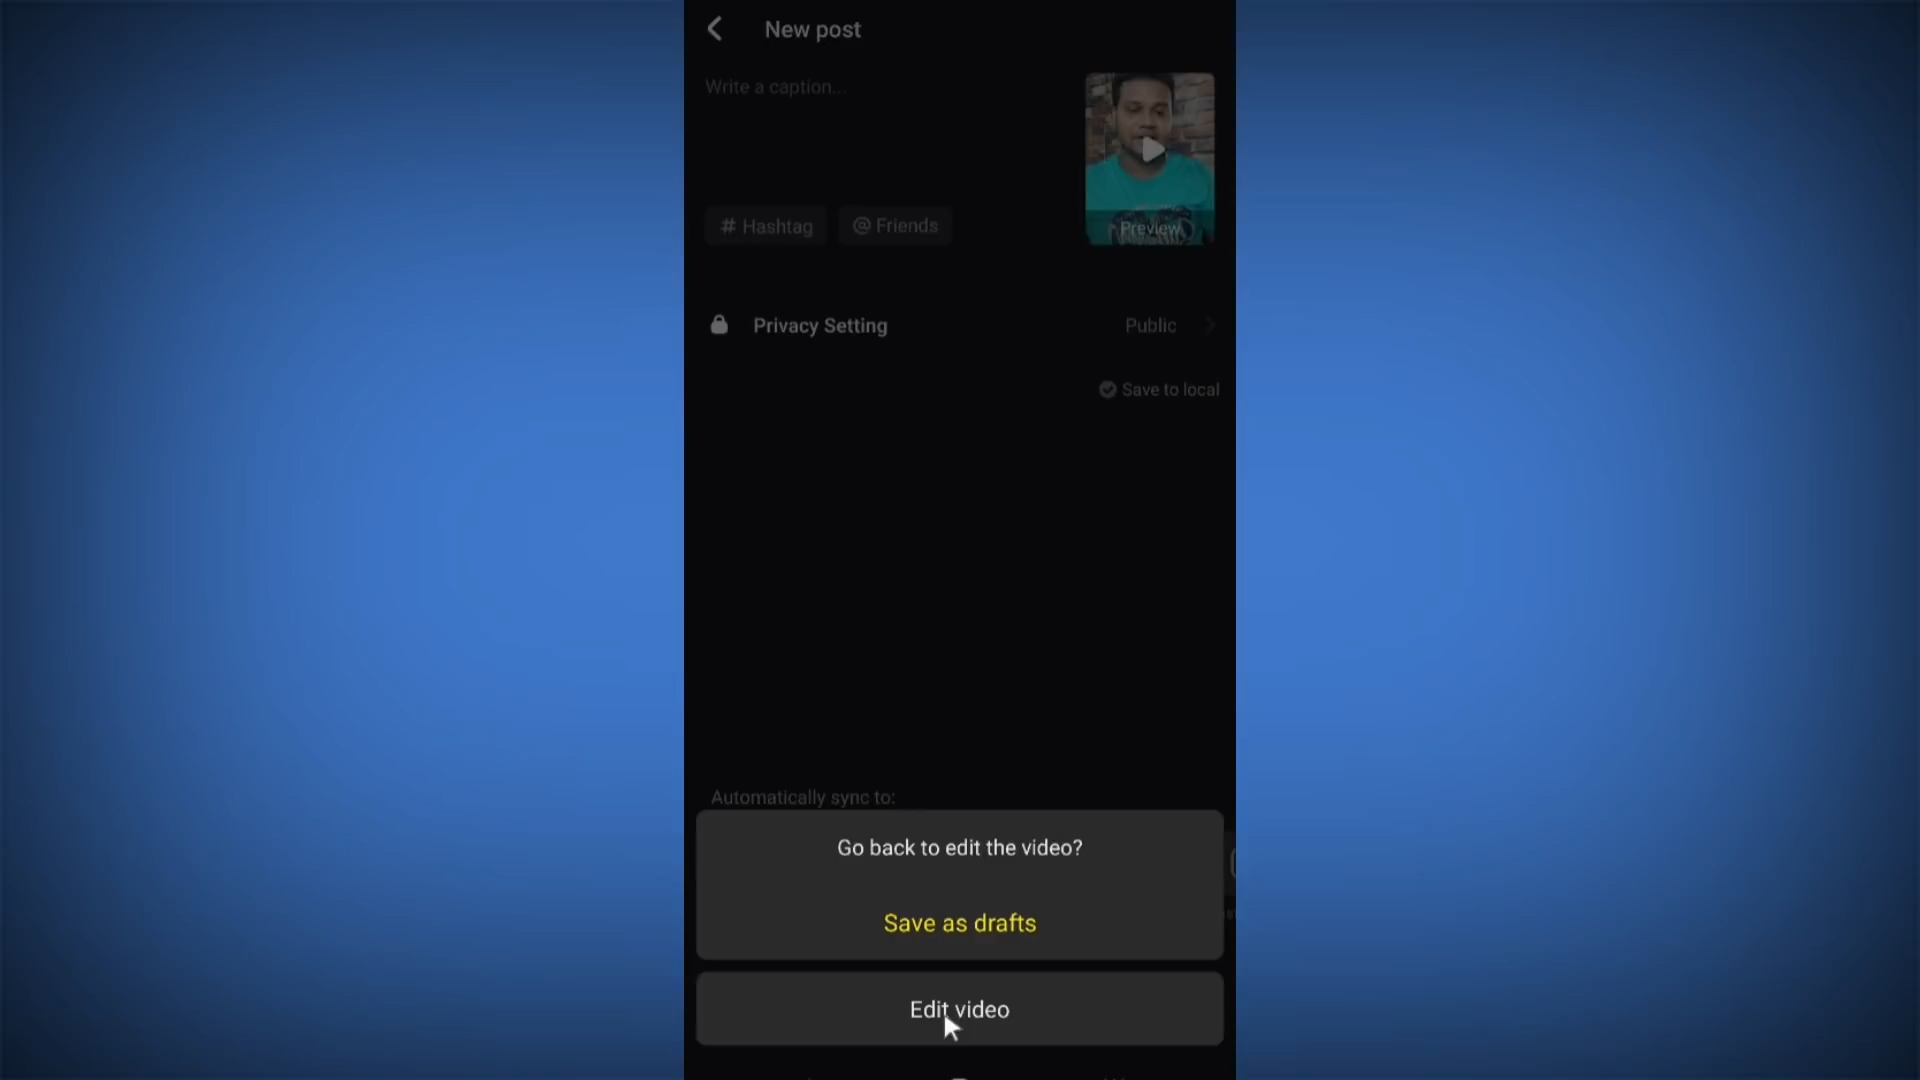 New post
Write a caption...
# Hashtag
@ Friends
Preview
Privacy Setting
Public
Save to local
Automatically sync to:
Go back to edit the video?
Save as drafts
Edit video